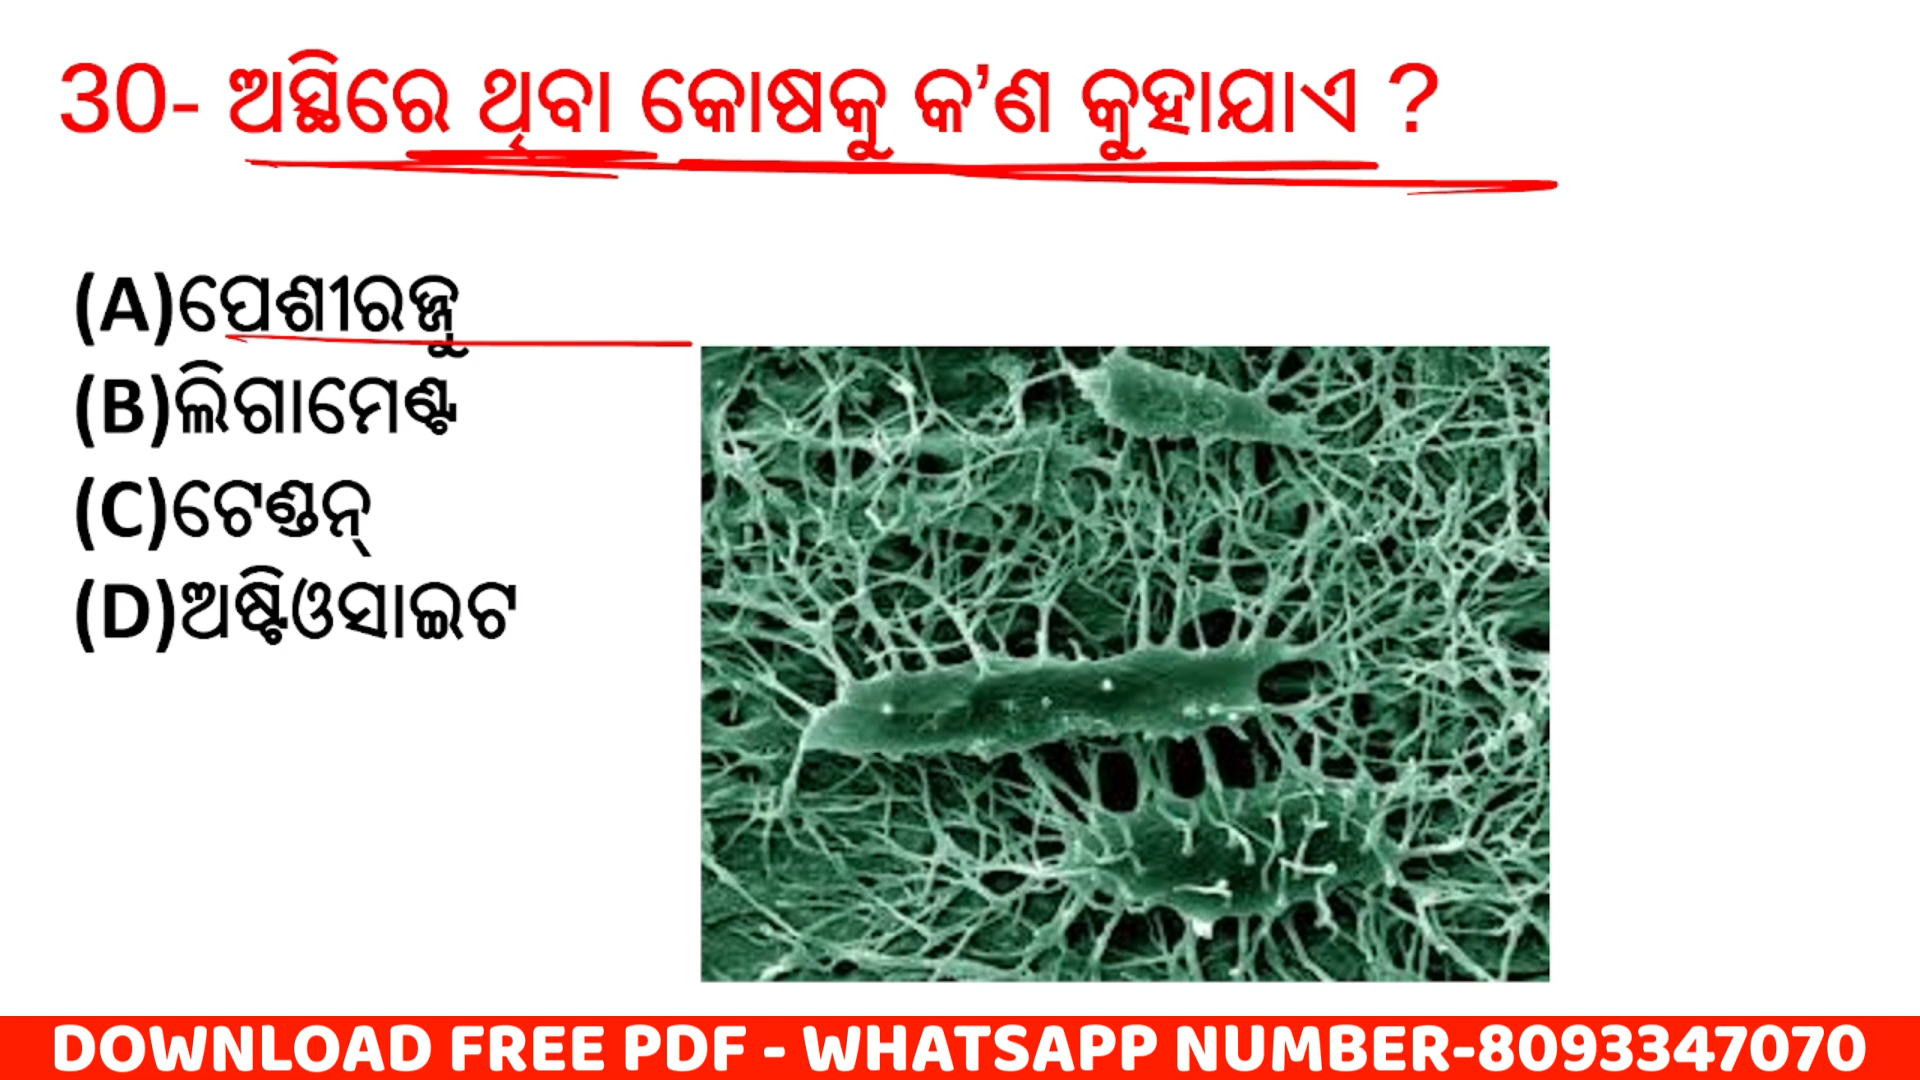 30- ଅସ୍ଥିରେ ଥିବା କୋଷକୁ କ'ଣ କୁହାଯାଏ ?
(A)ପେଶୀରଜ୍ଜୁ
(B)ଲିଗାମେଣ୍ଟ
(C)ଟେଣ୍ଡନ୍
(D)ଅଷ୍ଟିଓସାଇଟ
DOWNLOAD FREE PDF - WHATSAPP NUMBER-8093347070